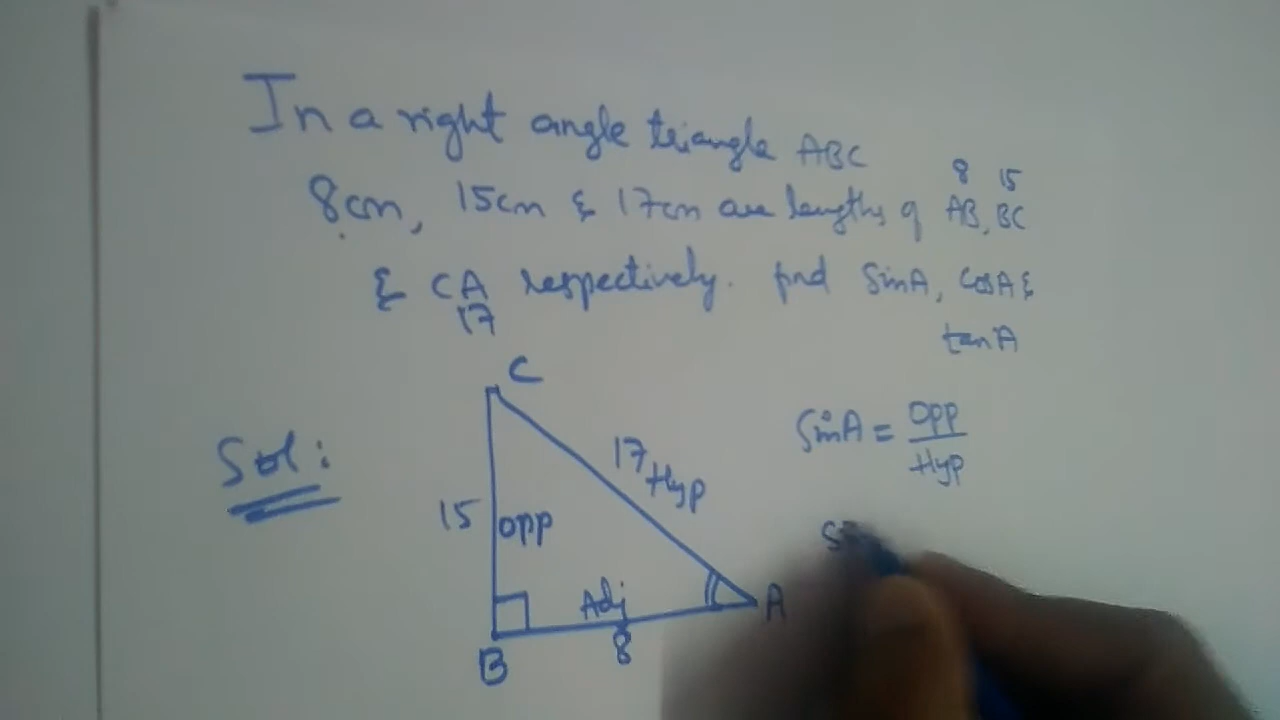 In a right angle triangle ABC
8 15
8cm, 15cm & 17cm are lengths of AB, BC
& CA respectively. find SinA, CosA &
17
tanA
C
Sol:
SinA = opp
Hyp
17
Hyp
15
opp
Adj
A
8
B